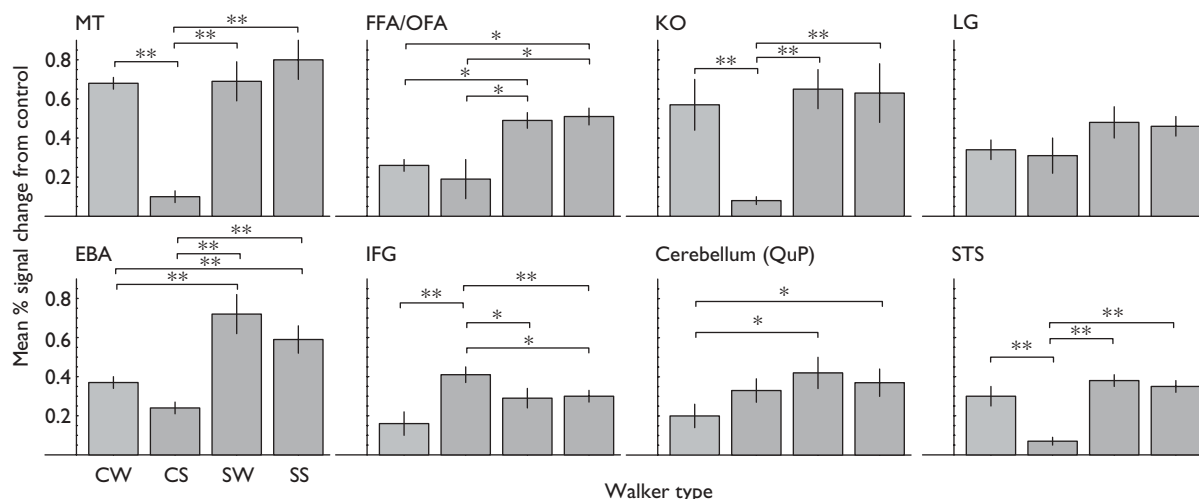 MT
FFA/OFA
KO
LG
** ** **
* * * *
** ** **
0.8
0.6
0.4
0.2
Mean % signal change from control
EBA
IFG
Cerebellum (QuP)
STS
** ** ** **
** ** * *
* *
** ** **
0.8
0.6
0.4
0.2
CW CS SW SS
Walker type